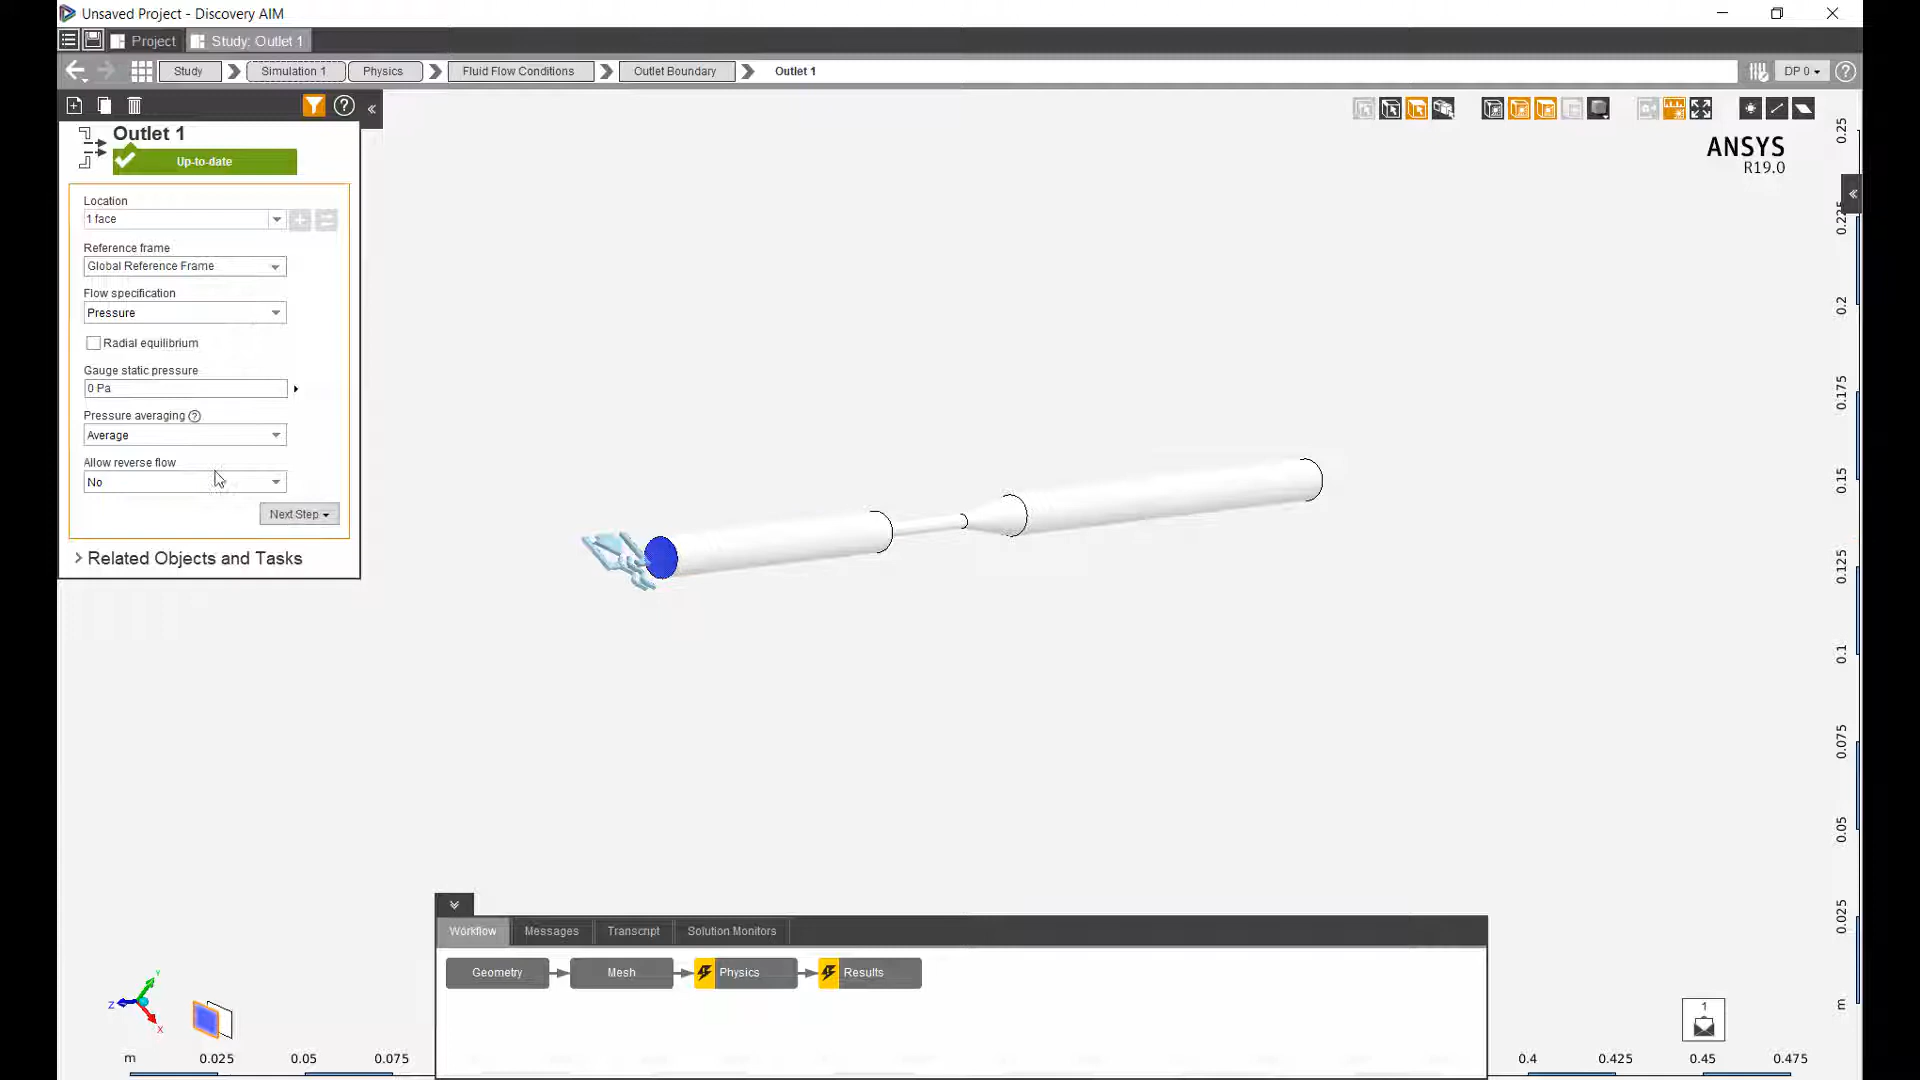 Unsaved Project - Discovery AIM
Project
Study: Outlet 1
Study
Simulation 1
Physics
Fluid Flow Conditions
Outlet Boundary
Outlet 1
DP 0
Outlet 1
Up-to-date
Location
1 face
Reference frame
Global Reference Frame
Flow specification
Pressure
Radial equilibrium
Gauge static pressure
0 Pa
Pressure averaging
Average
Allow reverse flow
No
Next Step
Related Objects and Tasks
ANSYS
R19.0
0.25
0.225
0.2
0.175
0.15
0.125
0.1
0.075
0.05
0.025
m
Workflow
Messages
Transcript
Solution Monitors
Geometry
Mesh
Physics
Results
Y
Z
X
1
m
0.025
0.05
0.075
0.4
0.425
0.45
0.475